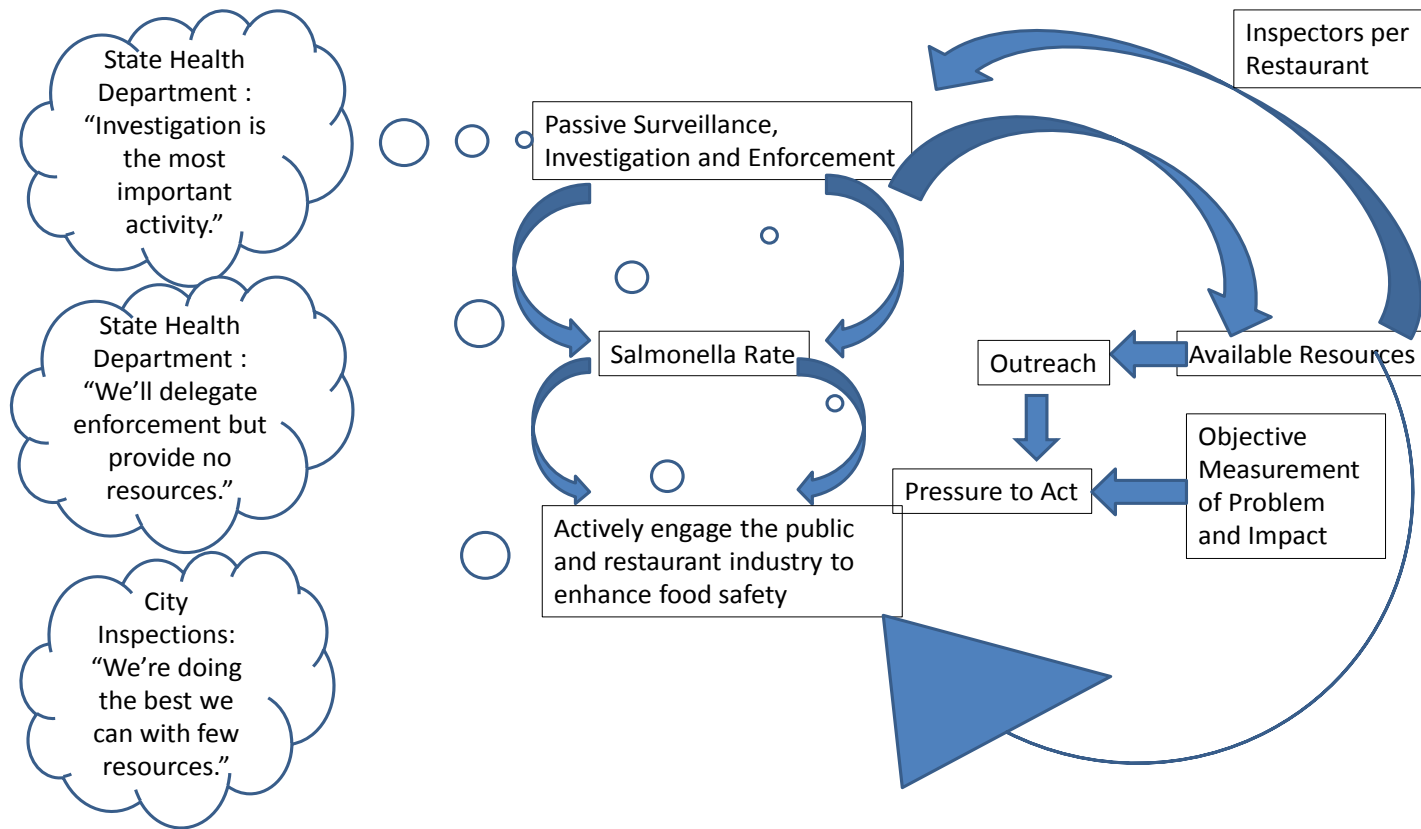 State Health
Department :
“Investigation is
the most
important
activity.”
State Health
Department :
“We’ll delegate
enforcement but
provide no
resources.”
City
Inspections:
“We’re doing
the best we
can with few
resources.”
Passive Surveillance,
Investigation and Enforcement
Salmonella Rate
Actively engage the public
and restaurant industry to
enhance food safety
Inspectors per
Restaurant
Outreach
Available Resources
Pressure to Act
Objective
Measurement
of Problem
and Impact